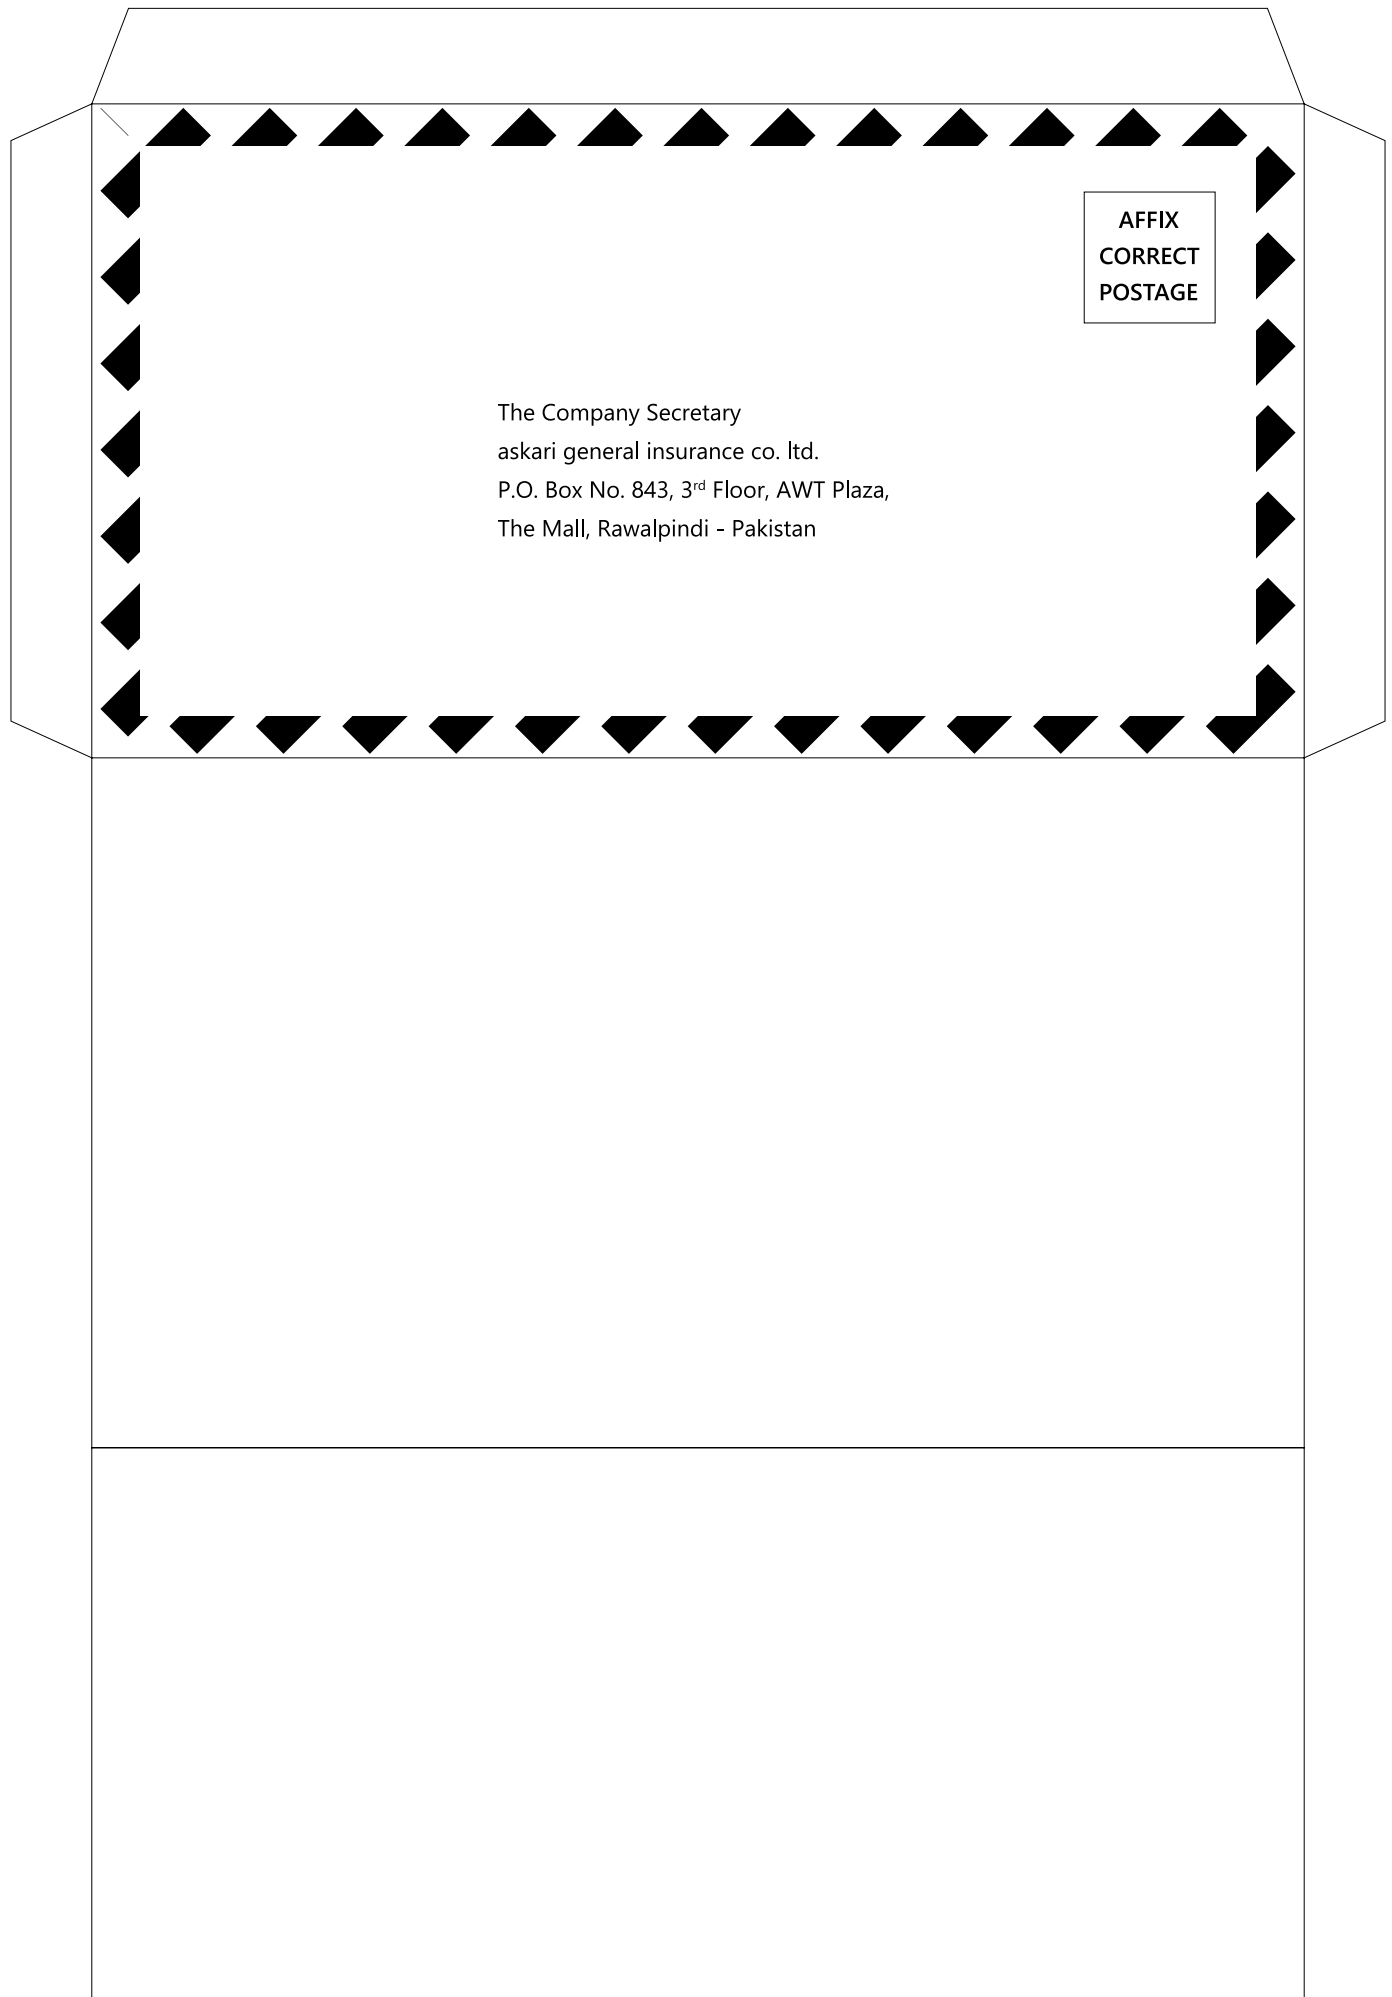 AFFIX
CORRECT
POSTAGE
The Company Secretary
askari general insurance co. ltd.
P.O. Box No. 843, 3rd Floor, AWT Plaza,
The Mall, Rawalpindi - Pakistan